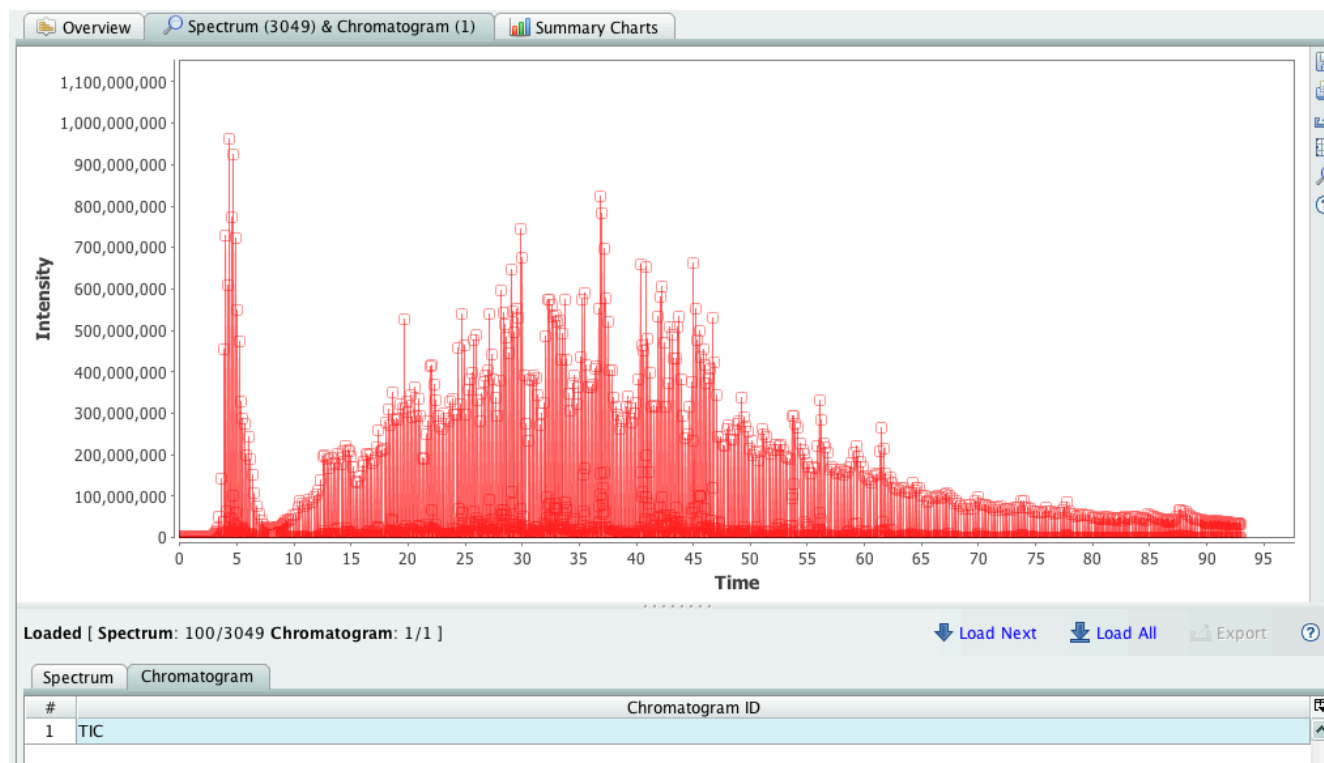 Overview Spectrum (3049) & Chromatogram (1) Summary Charts
1,100,000,000
1,000,000,000
900,000,000
800,000,000
700,000,000
600,000,000
500,000,000
400,000,000
300,000,000
200,000,000
100,000,000
0
Intensity
0 5 10 15 20 25 30 35 40 45 50 55 60 65 70 75 80 85 90 95
Time
Loaded [ Spectrum: 100/3049 Chromatogram: 1/1 ] Load Next Load All Export ?
Spectrum Chromatogram
# Chromatogram ID
1 TIC